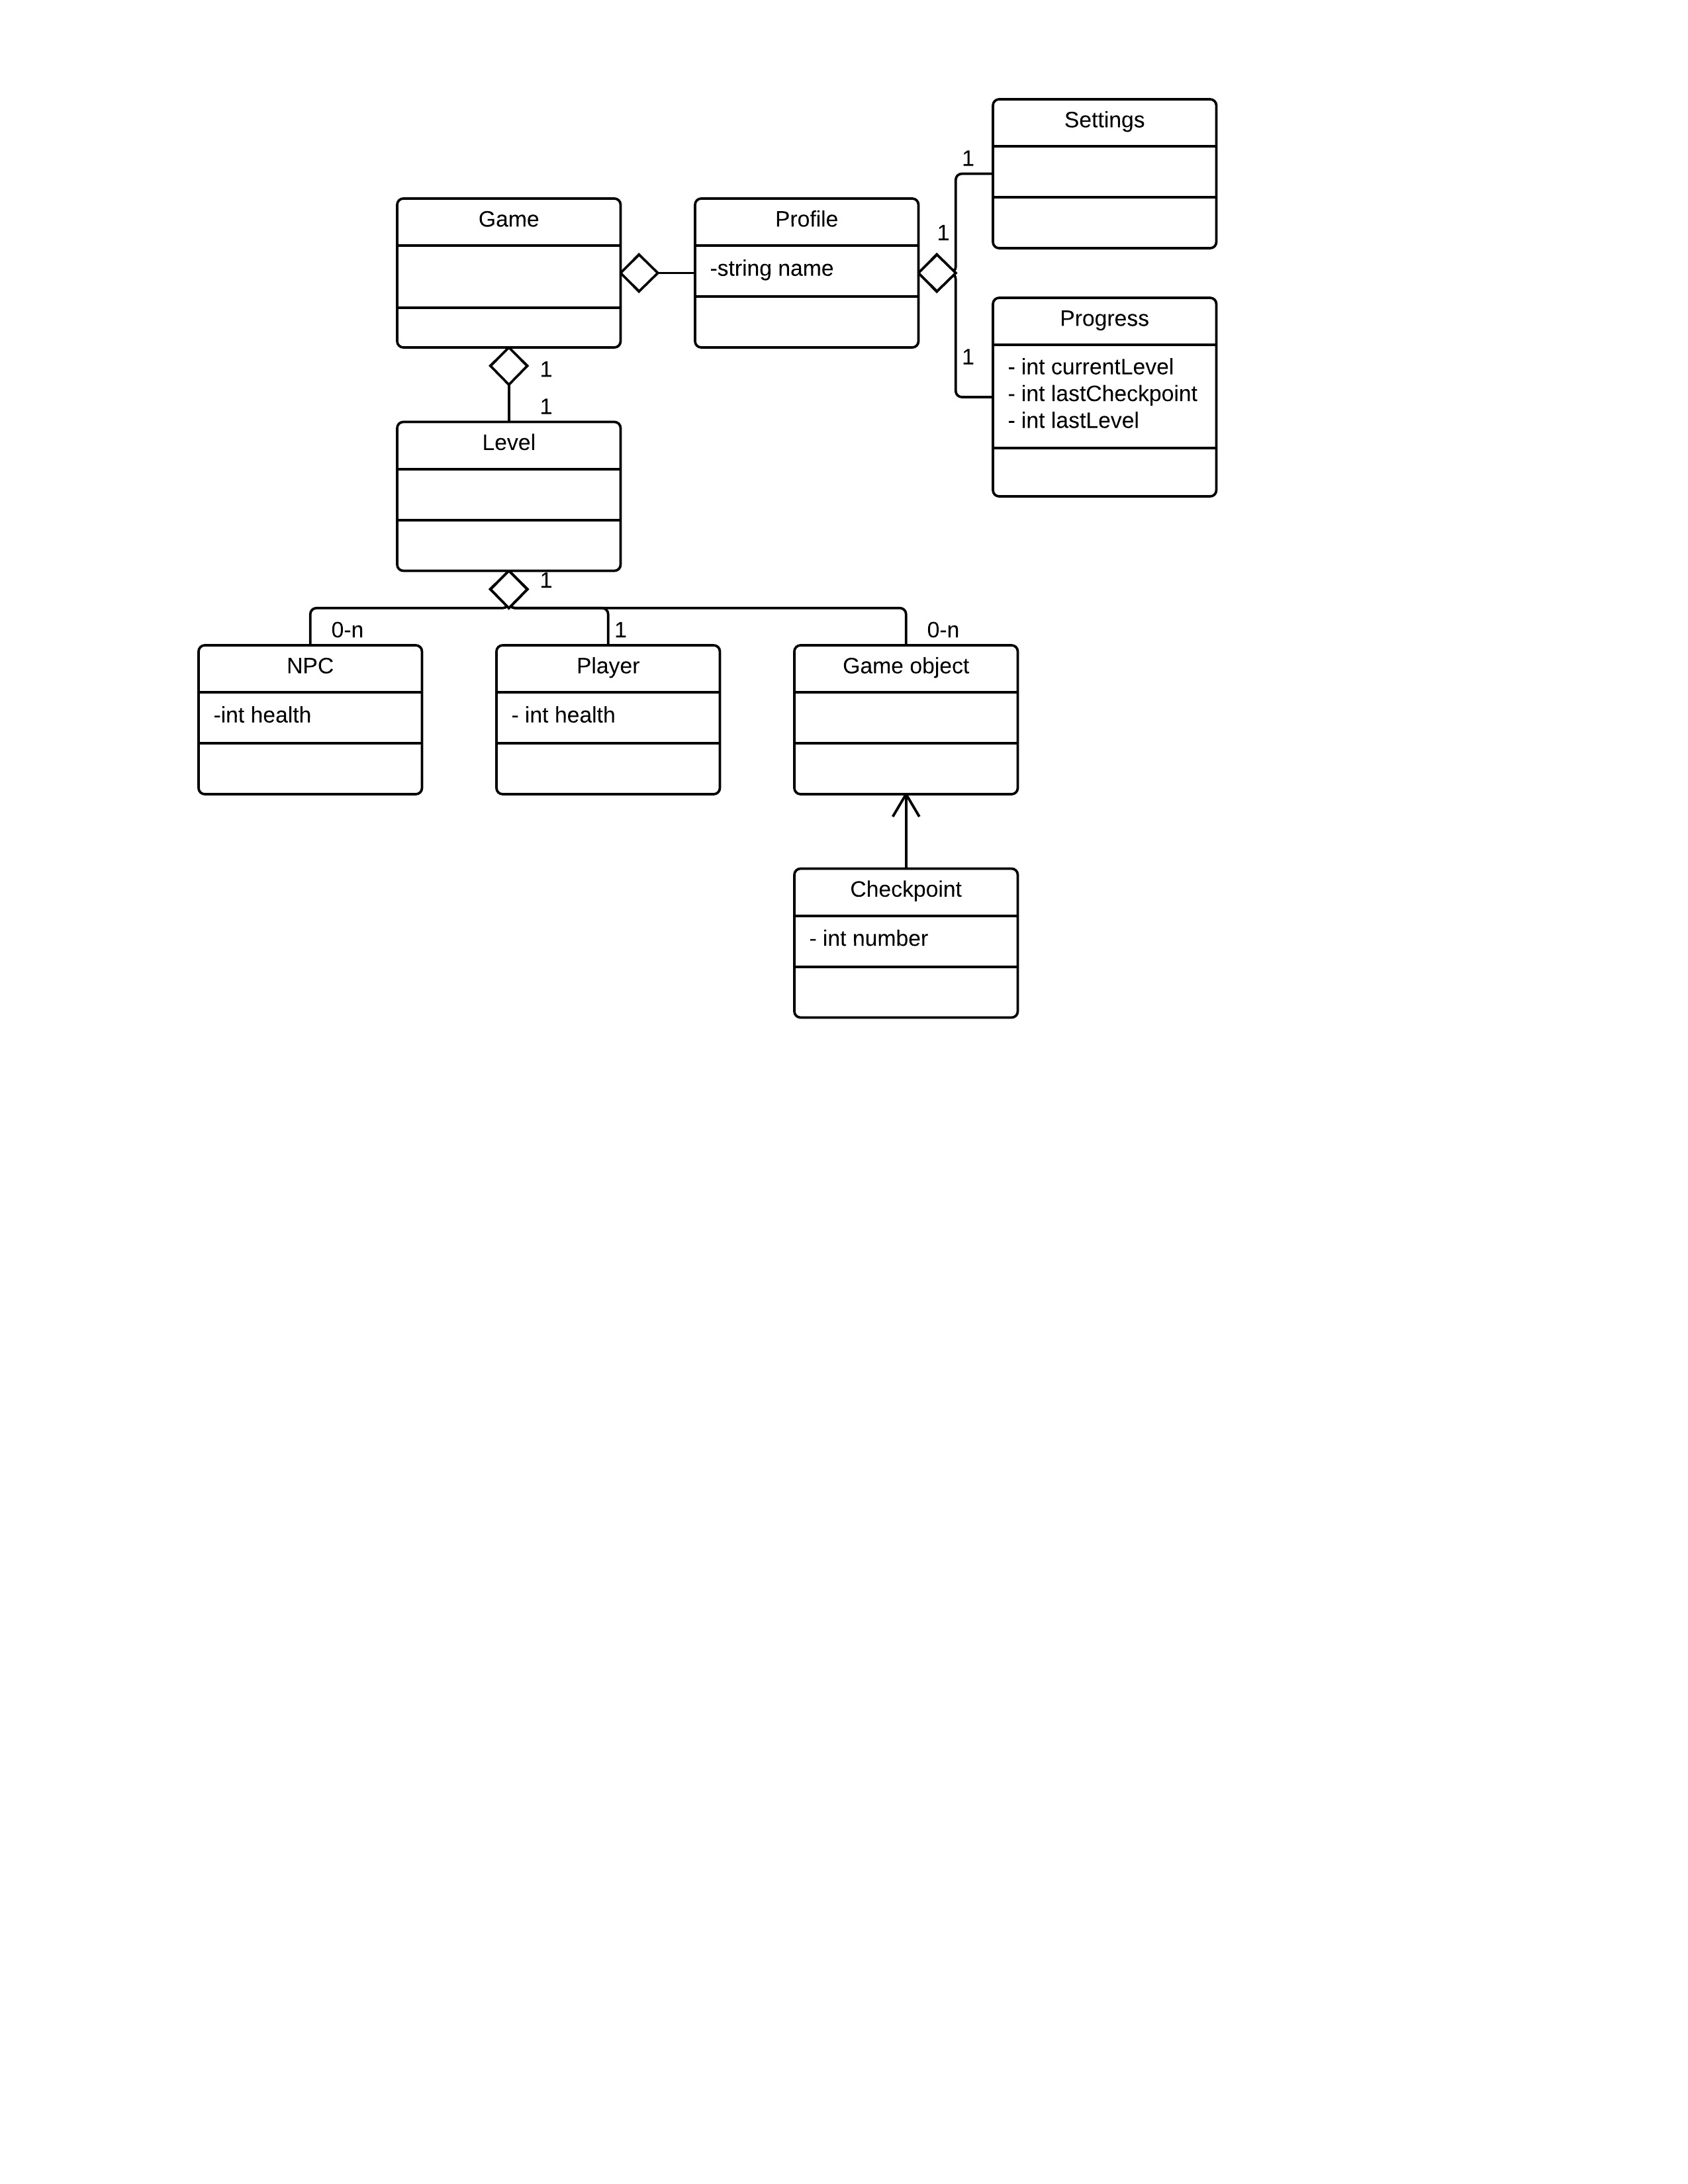 Settings
1
Game
Profile
1
-string name
Progress
1
- int currentLevel
- int lastCheckpoint
- int lastLevel
1
1
Level
1
0-n
1
0-n
NPC
Player
Game object
-int health
- int health
Checkpoint
- int number